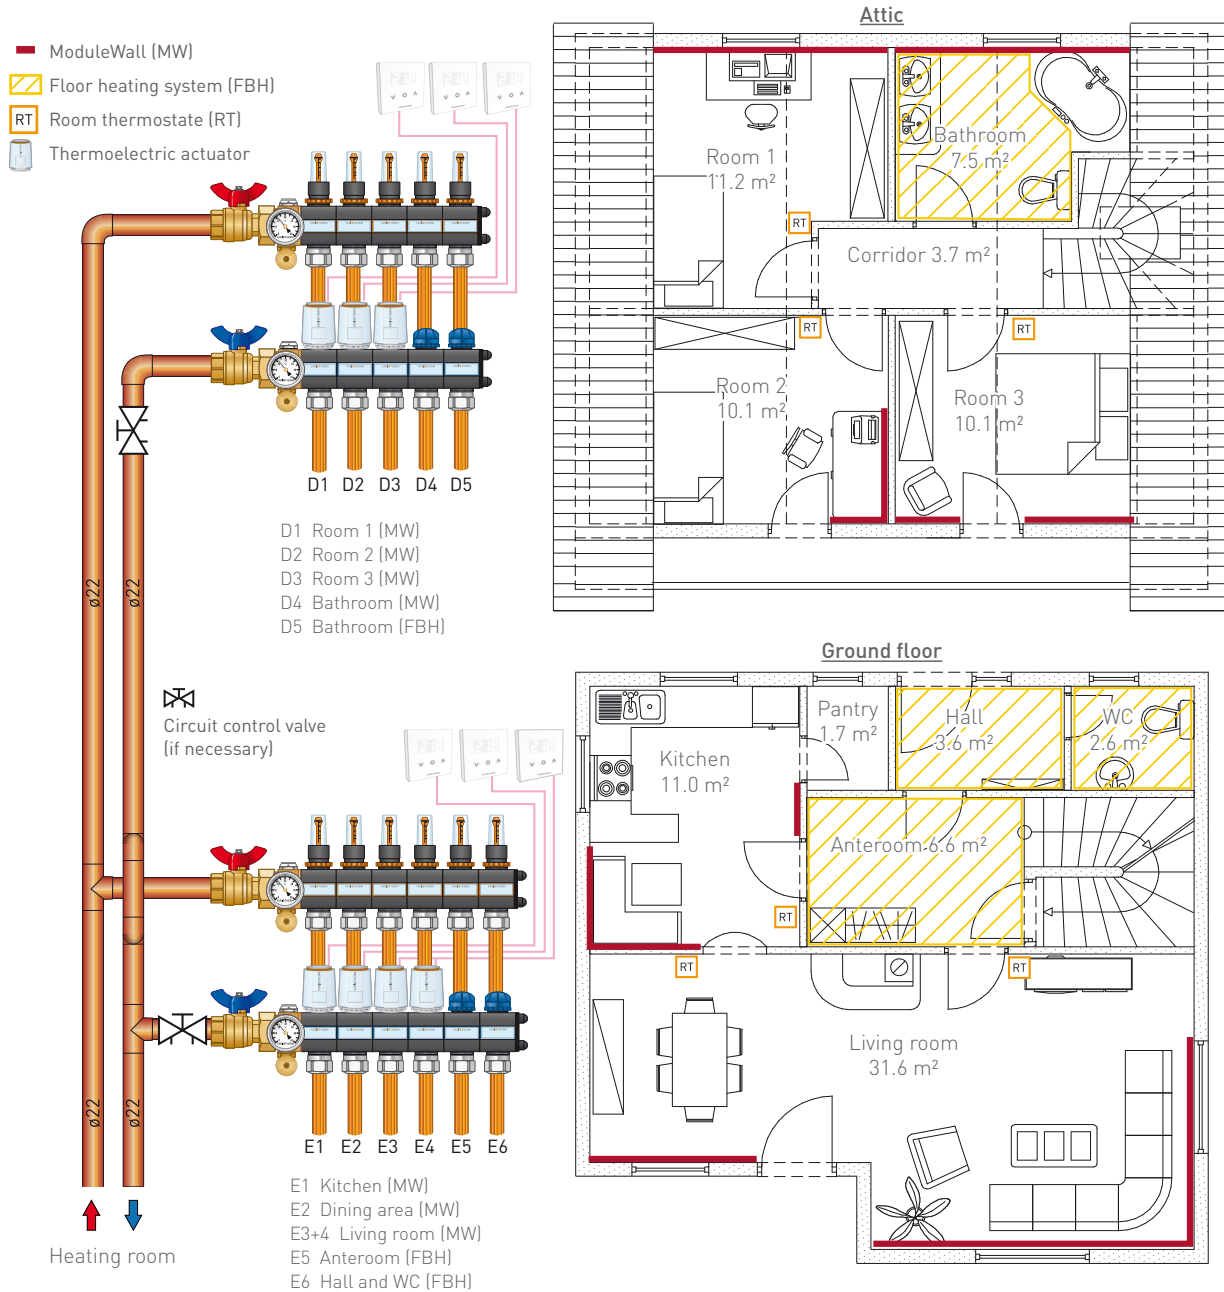 ModuleWall (MW)
Floor heating system (FBH)
RT Room thermostate (RT)
Thermoelectric actuator
D1 D2 D3 D4 D5
D1 Room 1 (MW)
D2 Room 2 (MW)
D3 Room 3 (MW)
D4 Bathroom (MW)
D5 Bathroom (FBH)
ø22
ø22
Circuit control valve
(if necessary)
ø22
ø22
E1 E2 E3 E4 E5 E6
E1 Kitchen (MW)
E2 Dining area (MW)
E3+4 Living room (MW)
E5 Anteroom (FBH)
E6 Hall and WC (FBH)
Heating room
Attic
Room 1
11.2 m²
Bathroom
7.5 m²
RT
Corridor 3.7 m²
RT
RT
Room 2
10.1 m²
Room 3
10.1 m²
Ground floor
Kitchen
11.0 m²
Pantry
1.7 m²
Hall
3.6 m²
WC
2.6 m²
Anteroom 6.6 m²
RT
RT
RT
Living room
31.6 m²